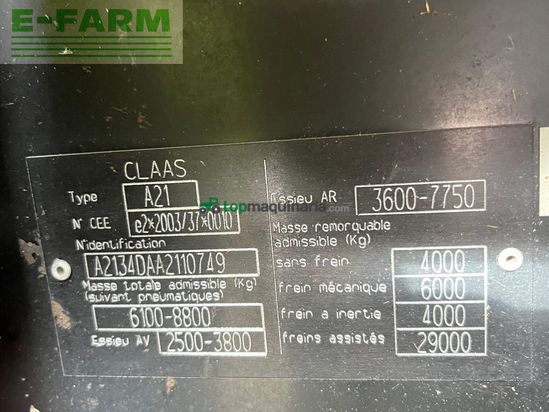 E-FARM
CLAAS
Type A21
N° CEE e2*2003/37*0010
N'identification
A2134DAA2110749
Masse totale admissible (Kg)
(suivant pneumatiques)
6100-8800
Essieu AV 2500-3800
Essieu AR 3600-7750
topmaquinaria.com
Masse remorquable
admissible (Kg)
sans frein 4000
frein mécanique 6000
frein a inertie 4000
freins assistés 29000